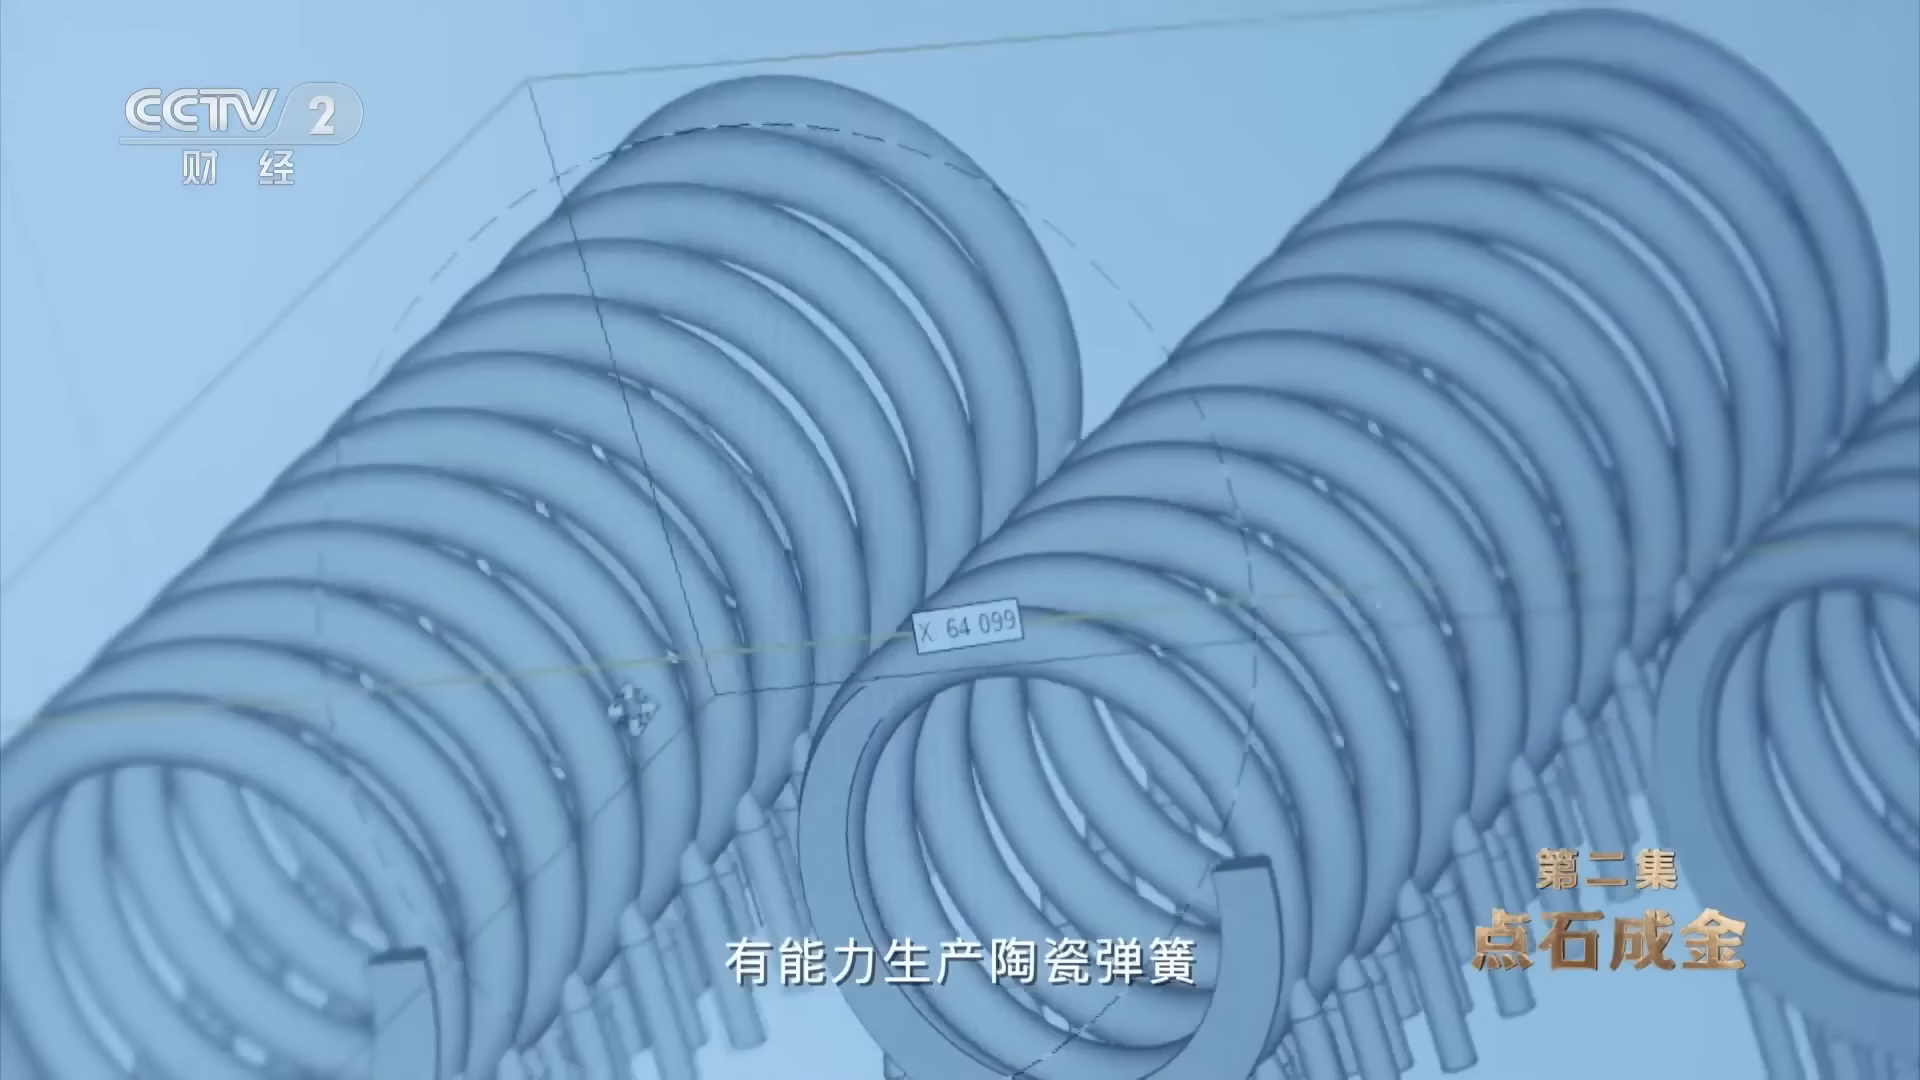 CCTV 2
财 经
X. 64 099
有能力生产陶瓷弹簧
第二集
点石成金